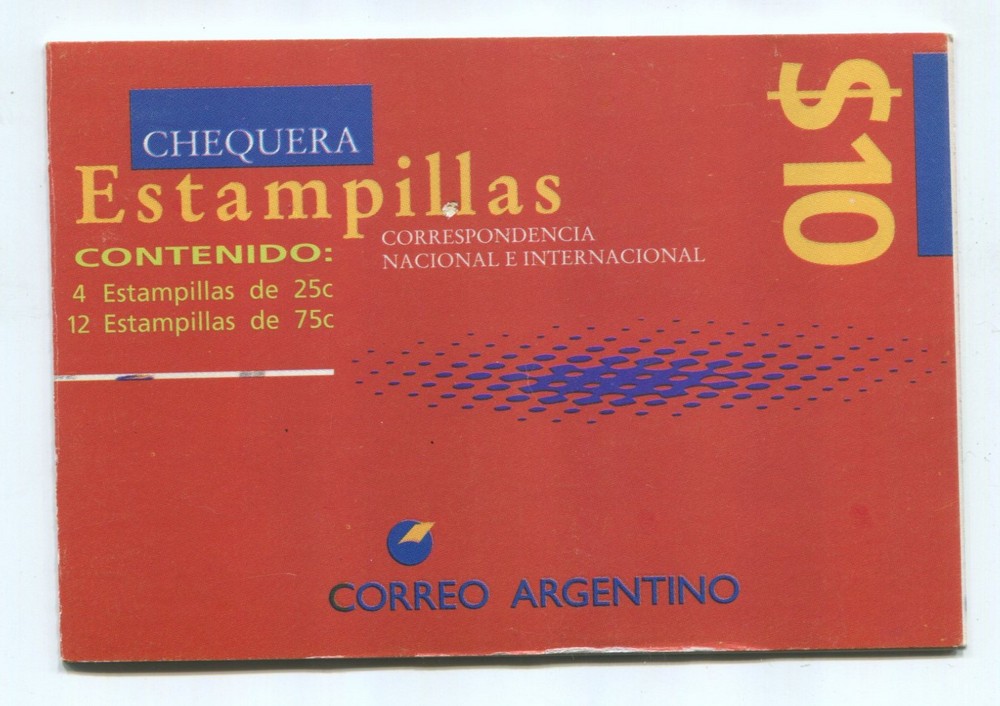 CHEQUERA
Estampillas
CORRESPONDENCIA
NACIONAL E INTERNACIONAL
CONTENIDO:
4 Estampillas de 25c
12 Estampillas de 75c
$10
CORREO ARGENTINO